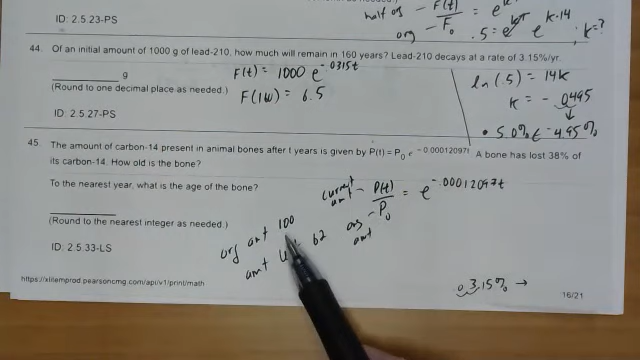 half as - F(t)/F₀ = e
org
.5 = e e^(k·14) ; k=?
ID: 2.5.23-PS
44. Of an initial amount of 1000 g of lead-210, how much will remain in 160 years? Lead-210 decays at a rate of 3.15%/yr.
F(t) = 1000 e^(-.0315t)
g
(Round to one decimal place as needed.)
F(160) = 6.5
ln(.5) = 14k
k = -.0495
5.0% -4.95%
ID: 2.5.27-PS
45. The amount of carbon-14 present in animal bones after t years is given by P(t) = P₀ e^(-0.00012097t). A bone has lost 38% of
its carbon-14. How old is the bone?
To the nearest year, what is the age of the bone?
current amt - P(t)/P₀ = e^(-.00012097t)
(Round to the nearest integer as needed.)
org amt 100
amt 62
amt
ID: 2.5.33-LS
03.15% →
https://xlitemprod.pearsoncmg.com/api/v1/print/math
16/21